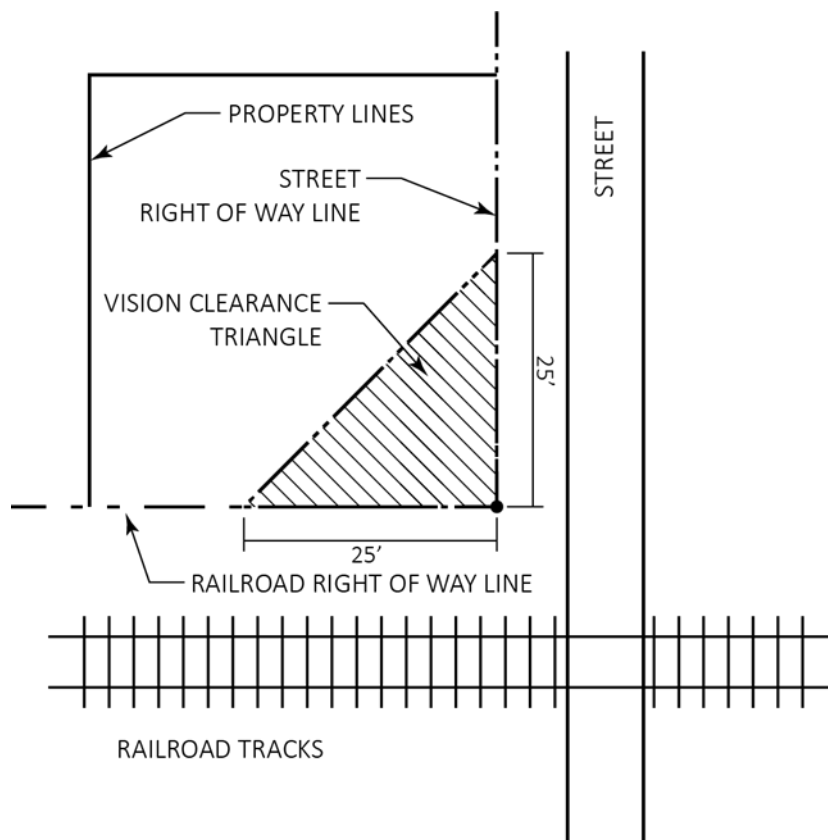 PROPERTY LINES
STREET
STREET
RIGHT OF WAY LINE
VISION CLEARANCE
TRIANGLE
25'
25'
RAILROAD RIGHT OF WAY LINE
RAILROAD TRACKS